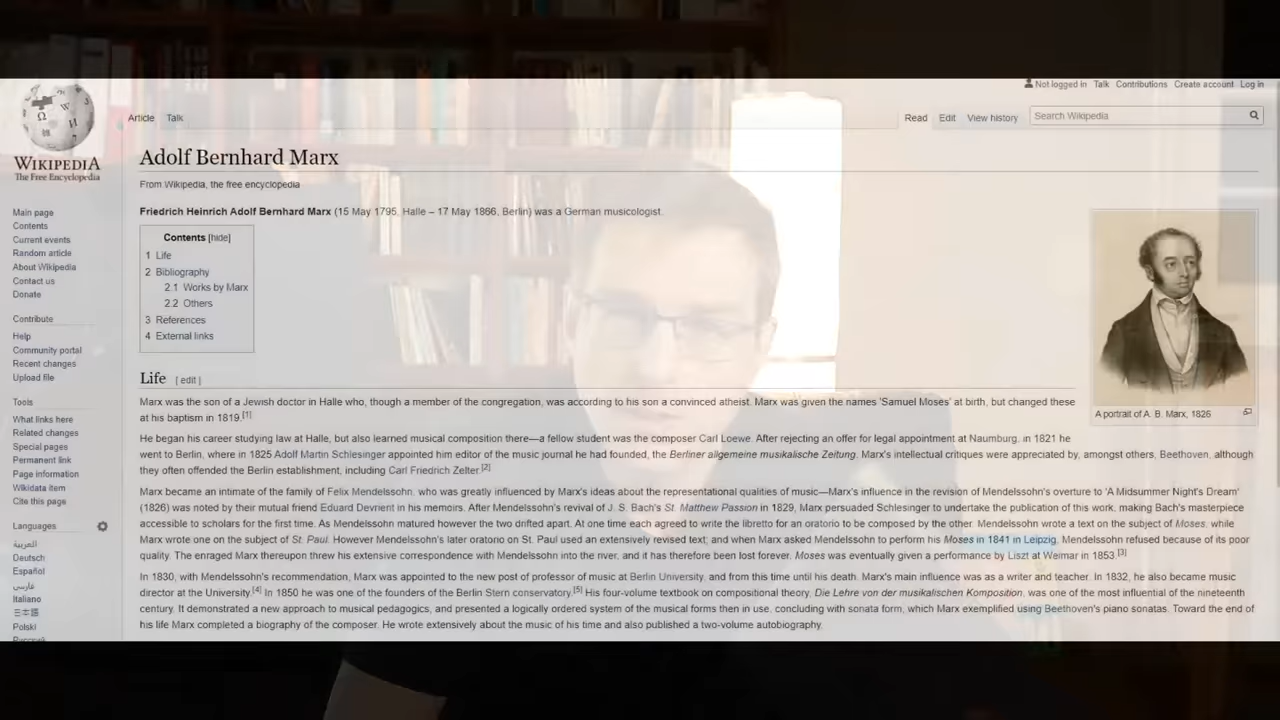 Not logged in Talk Contributions Create account Log in
Article Talk
Read Edit View history Search Wikipedia
WIKIPEDIA
The Free Encyclopedia
Adolf Bernhard Marx
From Wikipedia, the free encyclopedia
Friedrich Heinrich Adolf Bernhard Marx (15 May 1795, Halle – 17 May 1866, Berlin) was a German musicologist.
Main page
Contents
Current events
Random article
About Wikipedia
Contact us
Donate
Contribute
Help
Community portal
Recent changes
Upload file
Tools
What links here
Related changes
Special pages
Permanent link
Page information
Wikidata item
Cite this page
Languages
العربية
Deutsch
Español
فارسی
Italiano
日本語
Polski
Русский
Contents [hide]
1 Life
2 Bibliography
2.1 Works by Marx
2.2 Others
3 References
4 External links
A portrait of A. B. Marx, 1826
Life [ edit ]
Marx was the son of a Jewish doctor in Halle who, though a member of the congregation, was according to his son a convinced atheist. Marx was given the names 'Samuel Moses' at birth, but changed these
at his baptism in 1819.[1]
He began his career studying law at Halle, but also learned musical composition there—a fellow student was the composer Carl Loewe. After rejecting an offer for legal appointment at Naumburg, in 1821 he
went to Berlin, where in 1825 Adolf Martin Schlesinger appointed him editor of the music journal he had founded, the Berliner allgemeine musikalische Zeitung. Marx's intellectual critiques were appreciated by, amongst others, Beethoven, although
they often offended the Berlin establishment, including Carl Friedrich Zelter.[2]
Marx became an intimate of the family of Felix Mendelssohn, who was greatly influenced by Marx's ideas about the representational qualities of music—Marx's influence in the revision of Mendelssohn's overture to 'A Midsummer Night's Dream'
(1826) was noted by their mutual friend Eduard Devrient in his memoirs. After Mendelssohn's revival of J. S. Bach's St. Matthew Passion in 1829, Marx persuaded Schlesinger to undertake the publication of this work, making Bach's masterpiece
accessible to scholars for the first time. As Mendelssohn matured however the two drifted apart. At one time each agreed to write the libretto for an oratorio to be composed by the other. Mendelssohn wrote a text on the subject of Moses, while
Marx wrote one on the subject of St. Paul. However Mendelssohn's later oratorio on St. Paul used an extensively revised text; and when Marx asked Mendelssohn to perform his Moses in 1841 in Leipzig, Mendelssohn refused because of its poor
quality. The enraged Marx thereupon threw his extensive correspondence with Mendelssohn into the river, and it has therefore been lost forever. Moses was eventually given a performance by Liszt at Weimar in 1853.[3]
In 1830, with Mendelssohn's recommendation, Marx was appointed to the new post of professor of music at Berlin University, and from this time until his death. Marx's main influence was as a writer and teacher. In 1832, he also became music
director at the University.[4] In 1850 he was one of the founders of the Berlin Stern conservatory.[5] His four-volume textbook on compositional theory, Die Lehre von der musikalischen Komposition, was one of the most influential of the nineteenth
century. It demonstrated a new approach to musical pedagogics, and presented a logically ordered system of the musical forms then in use, concluding with sonata form, which Marx exemplified using Beethoven's piano sonatas. Toward the end of
his life Marx completed a biography of the composer. He wrote extensively about the music of his time and also published a two-volume autobiography.